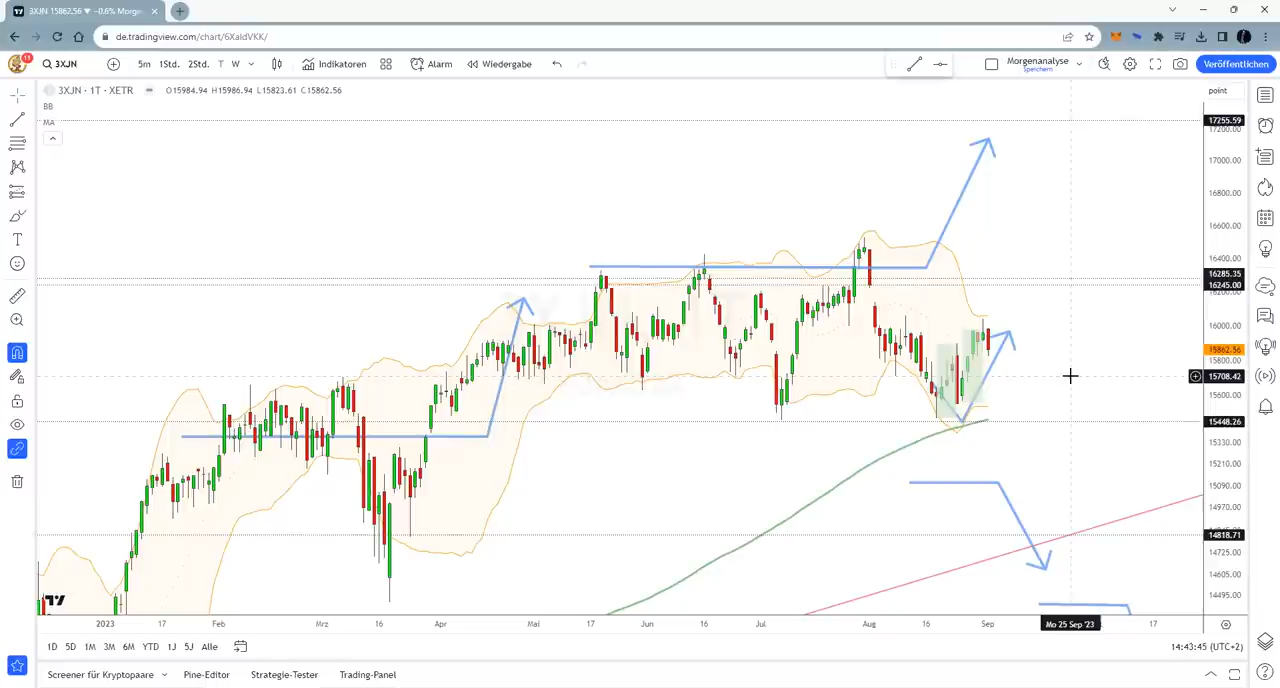 3XJN 15862.56 ▼ −0.6% Morge
de.tradingview.com/chart/6XaIdVKK/
11
3XJN
5m 1Std. 2Std. T W
Indikatoren
Alarm
Wiedergabe
Morgenanalyse
Speichern
Veröffentlichen
3XJN · 1T · XETR
O15984.94 H15986.94 L15823.61 C15862.56
point
BB
MA
17255.59
17200.00
17000.00
16800.00
16600.00
16400.00
16285.35
16245.00
16000.00
15862.56
15800.00
15708.42
15600.00
15448.26
15330.00
15210.00
15090.00
14970.00
14818.71
14725.00
14605.00
14495.00
2023 17 Feb Mrz 16 Apr Mai 17 Jun 16 Jul Aug 16 Sep Mo 25 Sep '23 17
1D 5D 1M 3M 6M YTD 1J 5J Alle
14:43:45 (UTC+2)
Screener für Kryptopaare Pine-Editor Strategie-Tester Trading-Panel